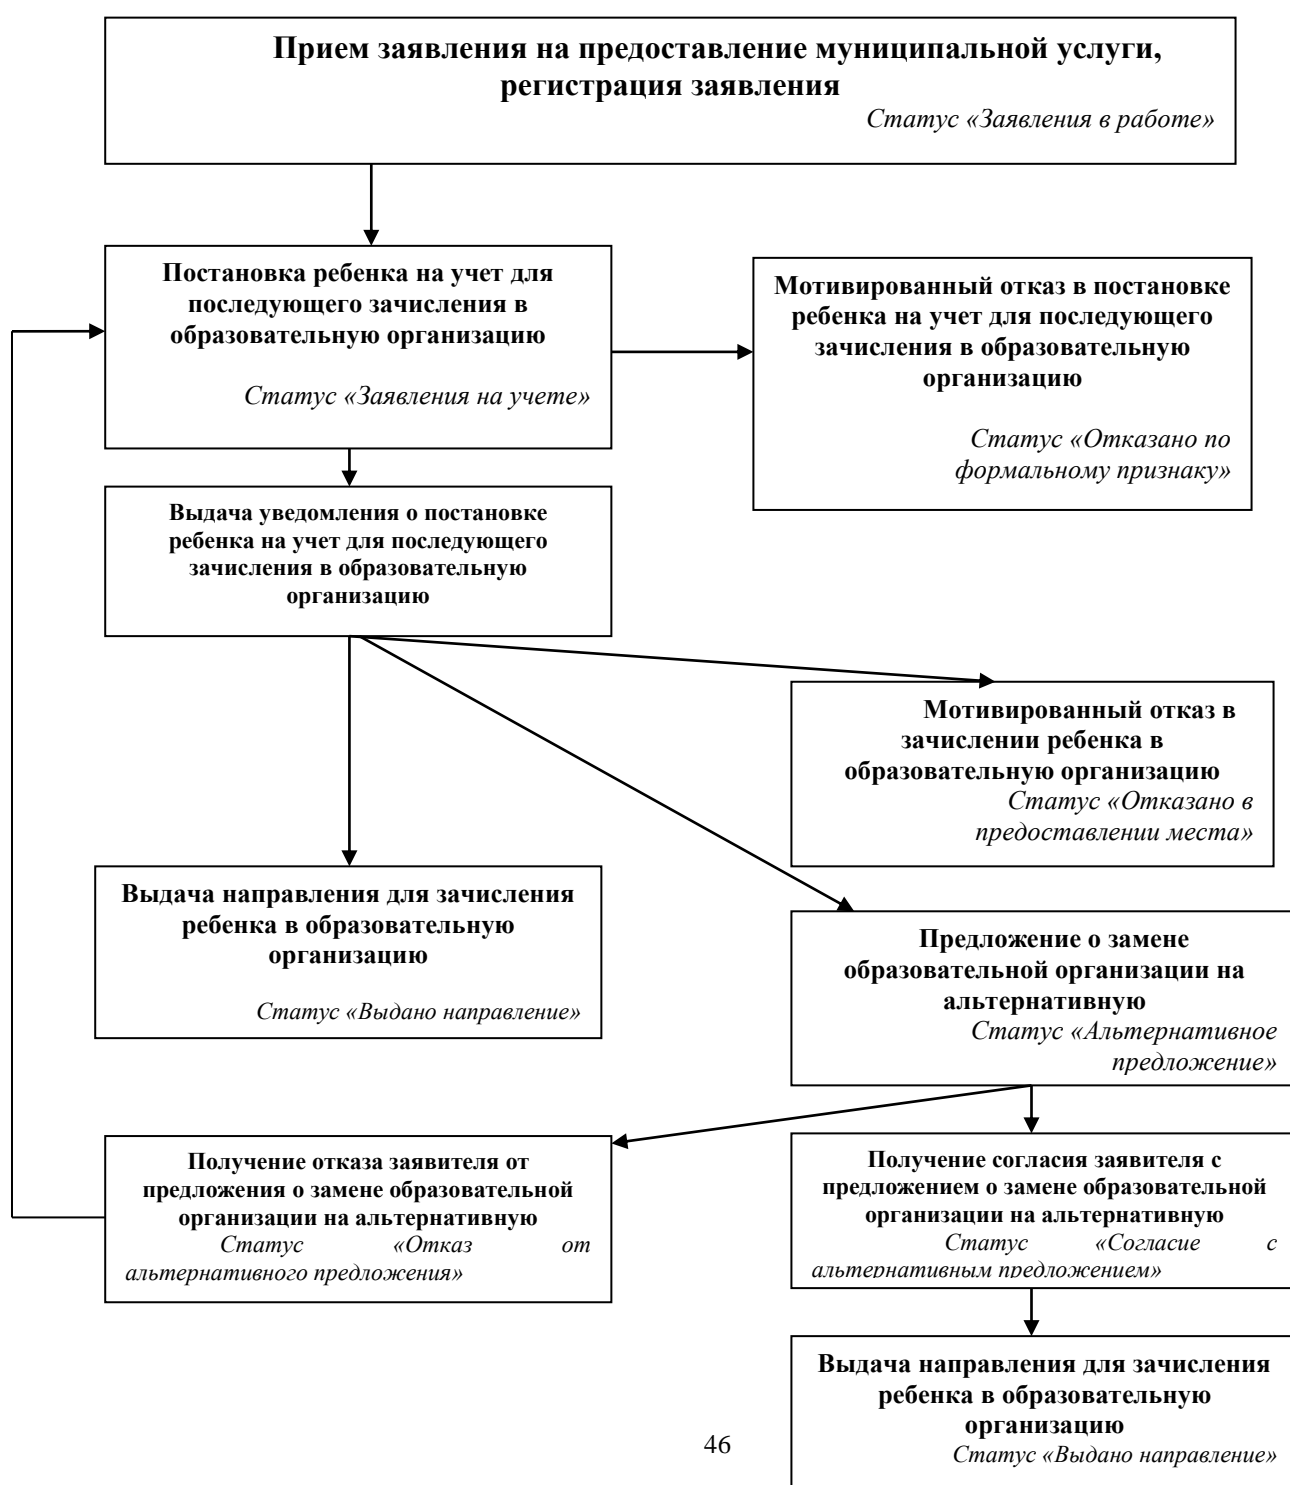 Прием заявления на предоставление муниципальной услуги,
регистрация заявления
Статус «Заявления в работе»
Постановка ребенка на учет для
последующего зачисления в
образовательную организацию
Статус «Заявления на учете»
Мотивированный отказ в постановке
ребенка на учет для последующего
зачисления в образовательную
организацию
Статус «Отказано по
формальному признаку»
Выдача уведомления о постановке
ребенка на учет для последующего
зачисления в образовательную
организацию
Мотивированный отказ в
зачислении ребенка в
образовательную организацию
Статус «Отказано в
предоставлении места»
Выдача направления для зачисления
ребенка в образовательную
организацию
Статус «Выдано направление»
Предложение о замене
образовательной организации на
альтернативную
Статус «Альтернативное
предложение»
Получение отказа заявителя от
предложения о замене образовательной
организации на альтернативную
Статус «Отказ от
альтернативного предложения»
Получение согласия заявителя с
предложением о замене образовательной
организации на альтернативную
Статус «Согласие с
альтернативным предложением»
Выдача направления для зачисления
ребенка в образовательную
организацию
Статус «Выдано направление»
46